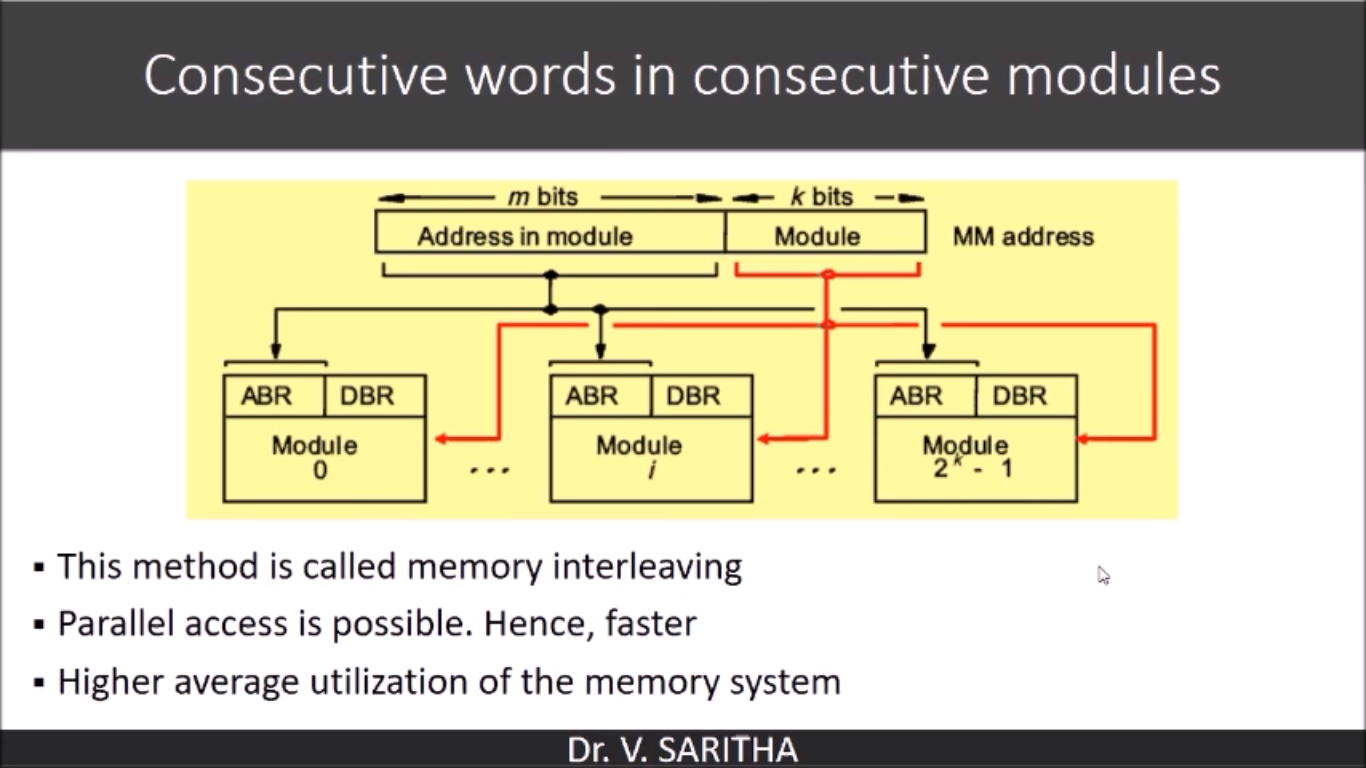 Consecutive words in consecutive modules
m bits k bits
Address in module Module MM address
ABR DBR ABR DBR ABR DBR
Module Module Module
0 ... i ... 2^k - 1
▪ This method is called memory interleaving
▪ Parallel access is possible. Hence, faster
▪ Higher average utilization of the memory system
Dr. V. SARITHA